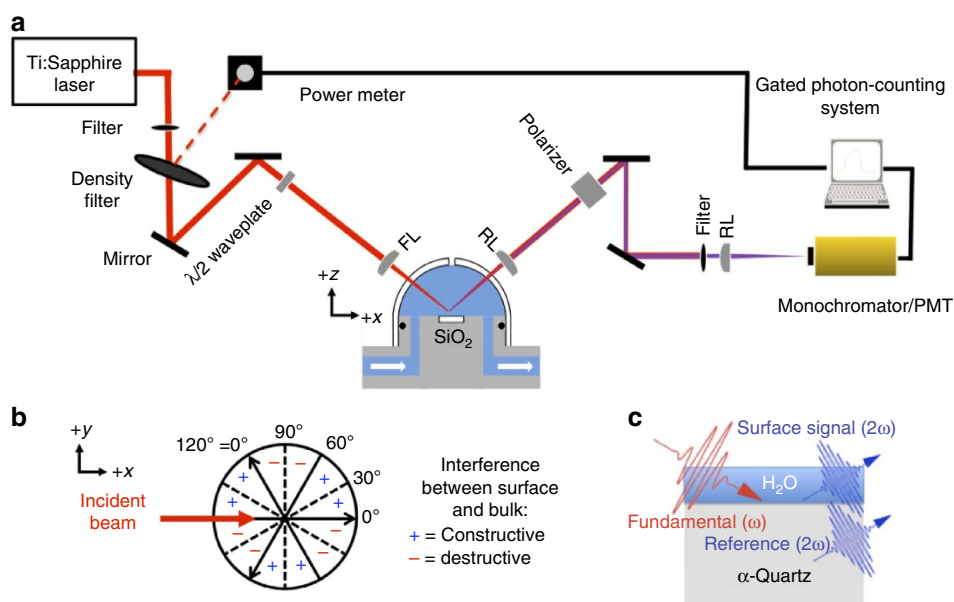 a
Ti:Sapphire
laser
Power meter
Gated photon-counting
system
Filter
Density
filter
Mirror
λ/2 waveplate
FL
RL
Polarizer
Filter
RL
Monochromator/PMT
+z
+x
SiO2
b
+y
+x
Incident
beam
120° =0°
90°
60°
30°
0°
+
+
–
–
+
+
–
–
+
+
–
–
Interference
between surface
and bulk:
+ = Constructive
– = destructive
c
Surface signal (2ω)
H2O
Fundamental (ω)
Reference (2ω)
α-Quartz